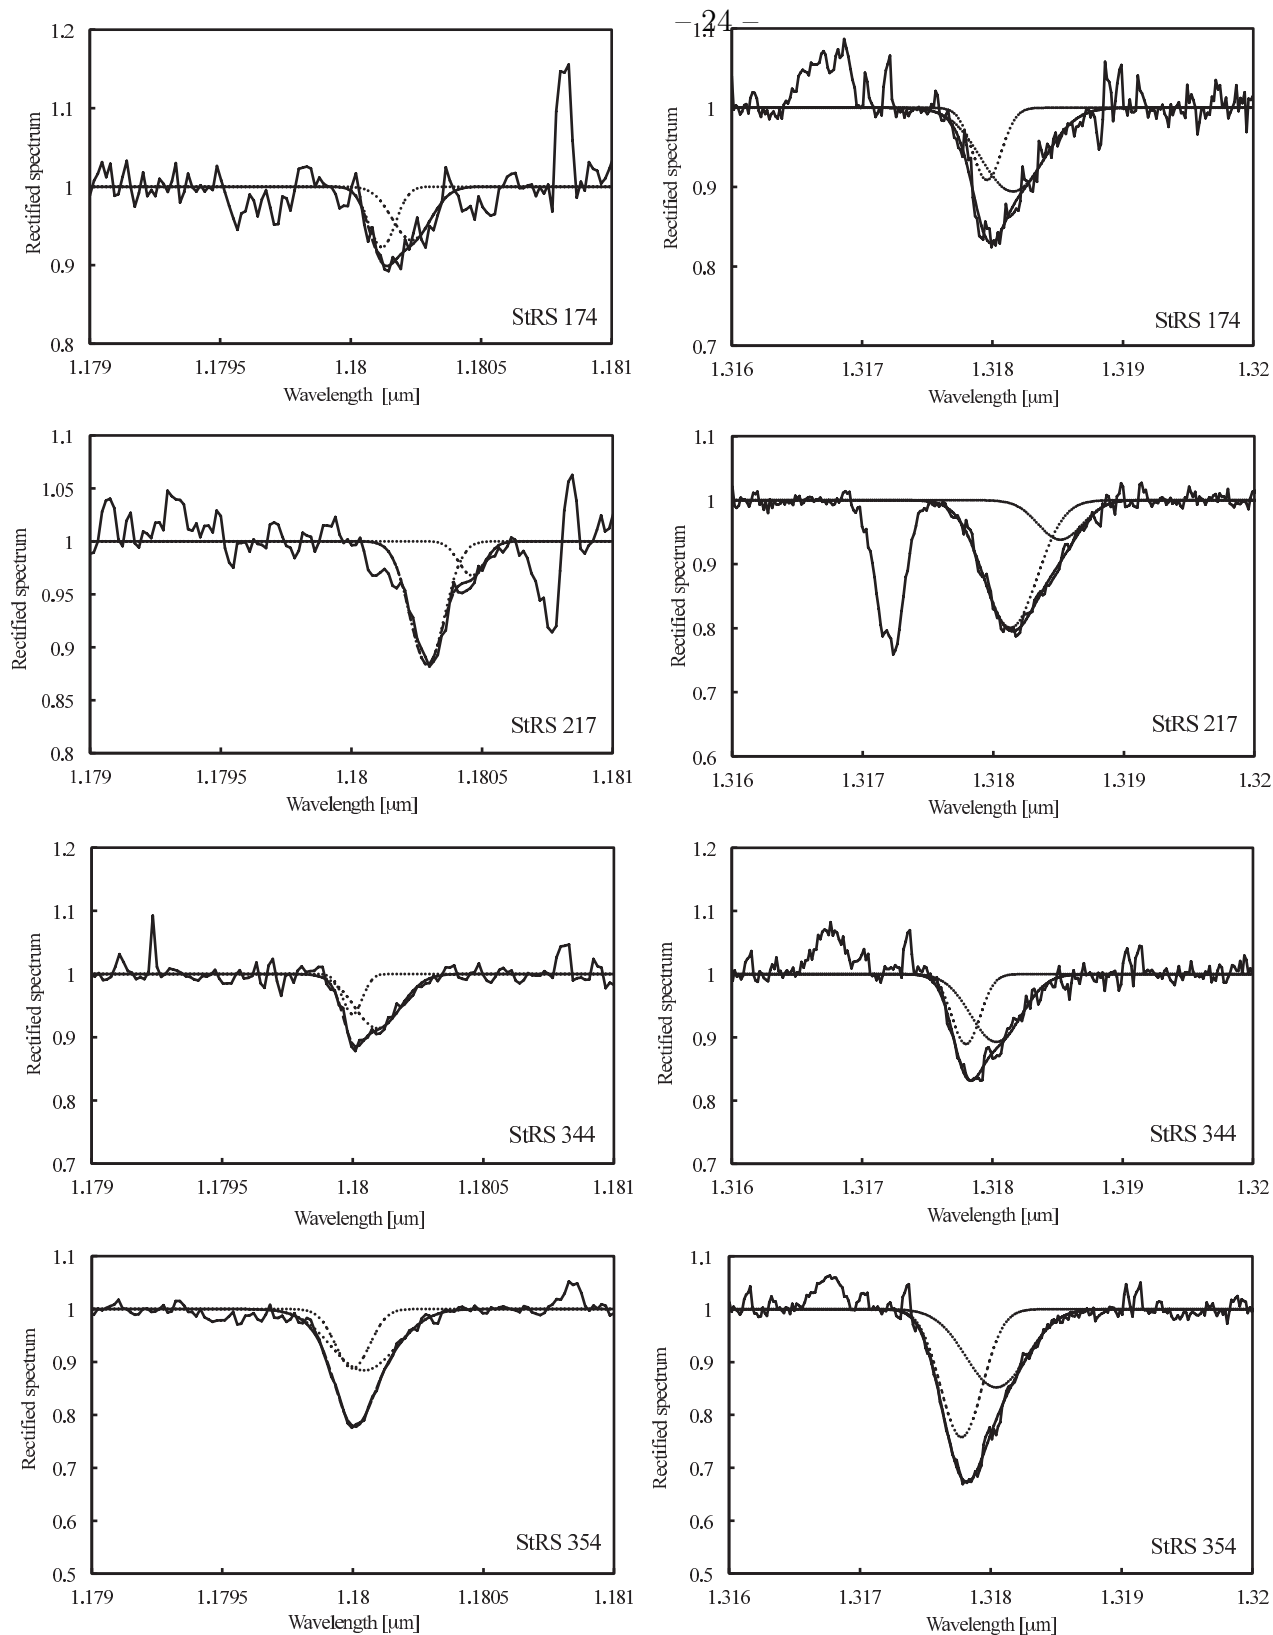 – 24 –
1.2
1.1
1
0.9
0.8
1.179 1.1795 1.18 1.1805 1.181
Rectified spectrum
Wavelength [μm]
StRS 174
1.1
1
0.9
0.8
0.7
1.316 1.317 1.318 1.319 1.32
Rectified spectrum
Wavelength [μm]
StRS 174
1.1
1.05
1
0.95
0.9
0.85
0.8
1.179 1.1795 1.18 1.1805 1.181
Rectified spectrum
Wavelength [μm]
StRS 217
1.1
1
0.9
0.8
0.7
0.6
1.316 1.317 1.318 1.319 1.32
Rectified spectrum
Wavelength [μm]
StRS 217
1.2
1.1
1
0.9
0.8
0.7
1.179 1.1795 1.18 1.1805 1.181
Rectified spectrum
Wavelength [μm]
StRS 344
1.2
1.1
1
0.9
0.8
0.7
1.316 1.317 1.318 1.319 1.32
Rectified spectrum
Wavelength [μm]
StRS 344
1.1
1
0.9
0.8
0.7
0.6
0.5
1.179 1.1795 1.18 1.1805 1.181
Rectified spectrum
Wavelength [μm]
StRS 354
1.1
1
0.9
0.8
0.7
0.6
0.5
1.316 1.317 1.318 1.319 1.32
Rectified spectrum
Wavelength [μm]
StRS 354